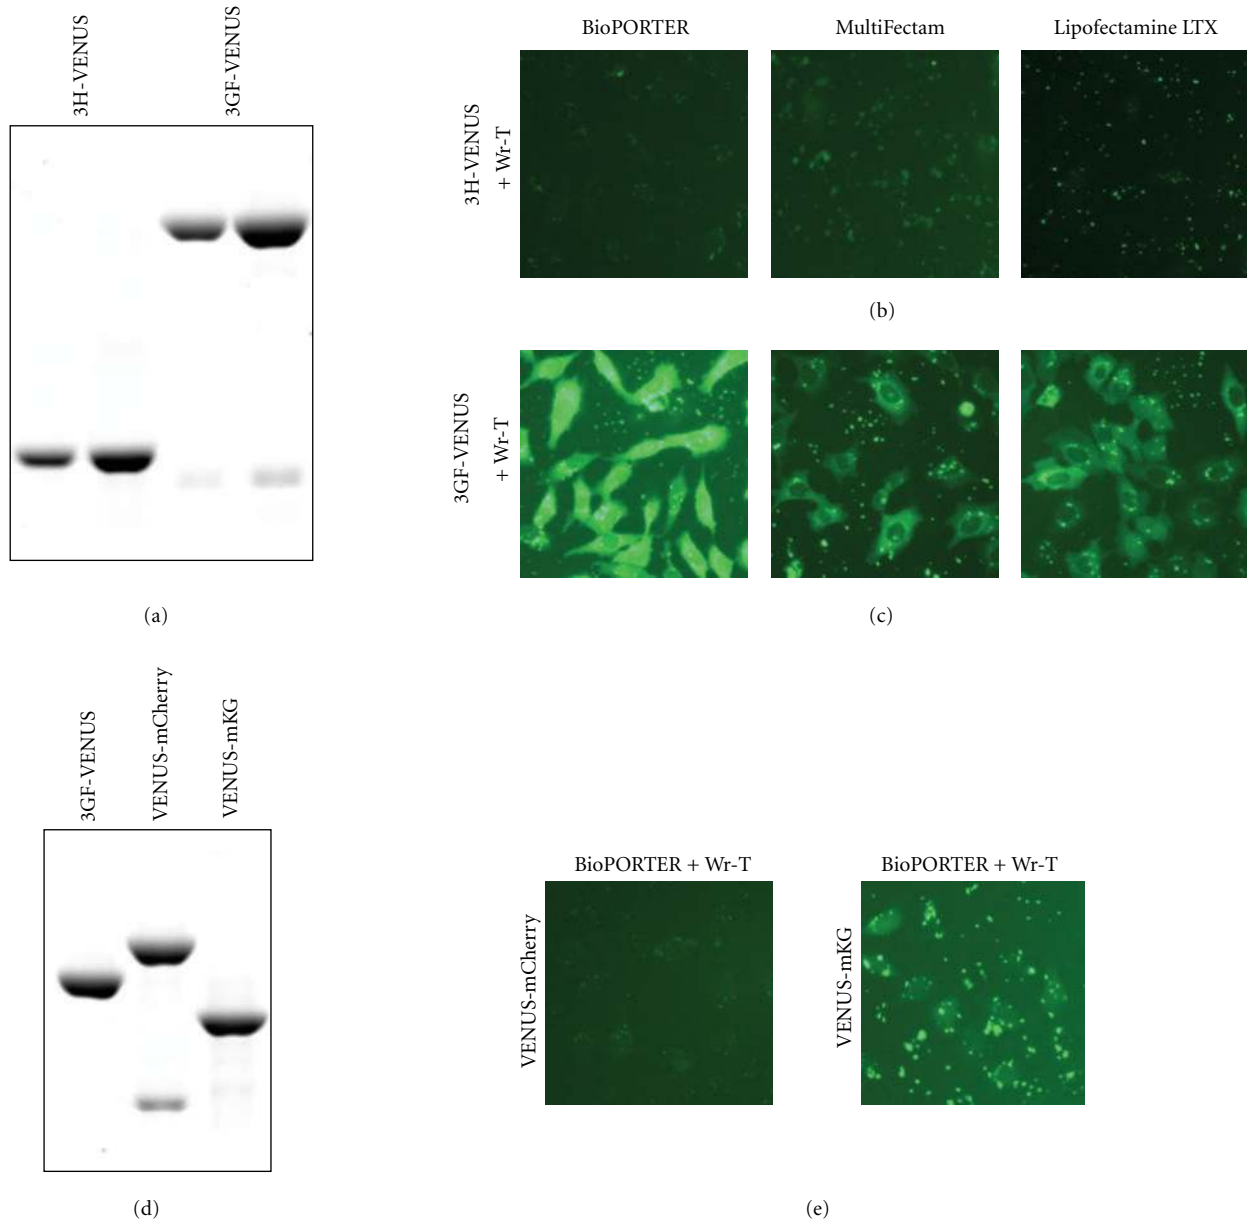 3H-VENUS
3GF-VENUS
(a)
BioPORTER
MultiFectam
Lipofectamine LTX
3H-VENUS
+ Wr-T
(b)
3GF-VENUS
+ Wr-T
(c)
3GF-VENUS
VENUS-mCherry
VENUS-mKG
(d)
BioPORTER + Wr-T
BioPORTER + Wr-T
VENUS-mCherry
VENUS-mKG
(e)